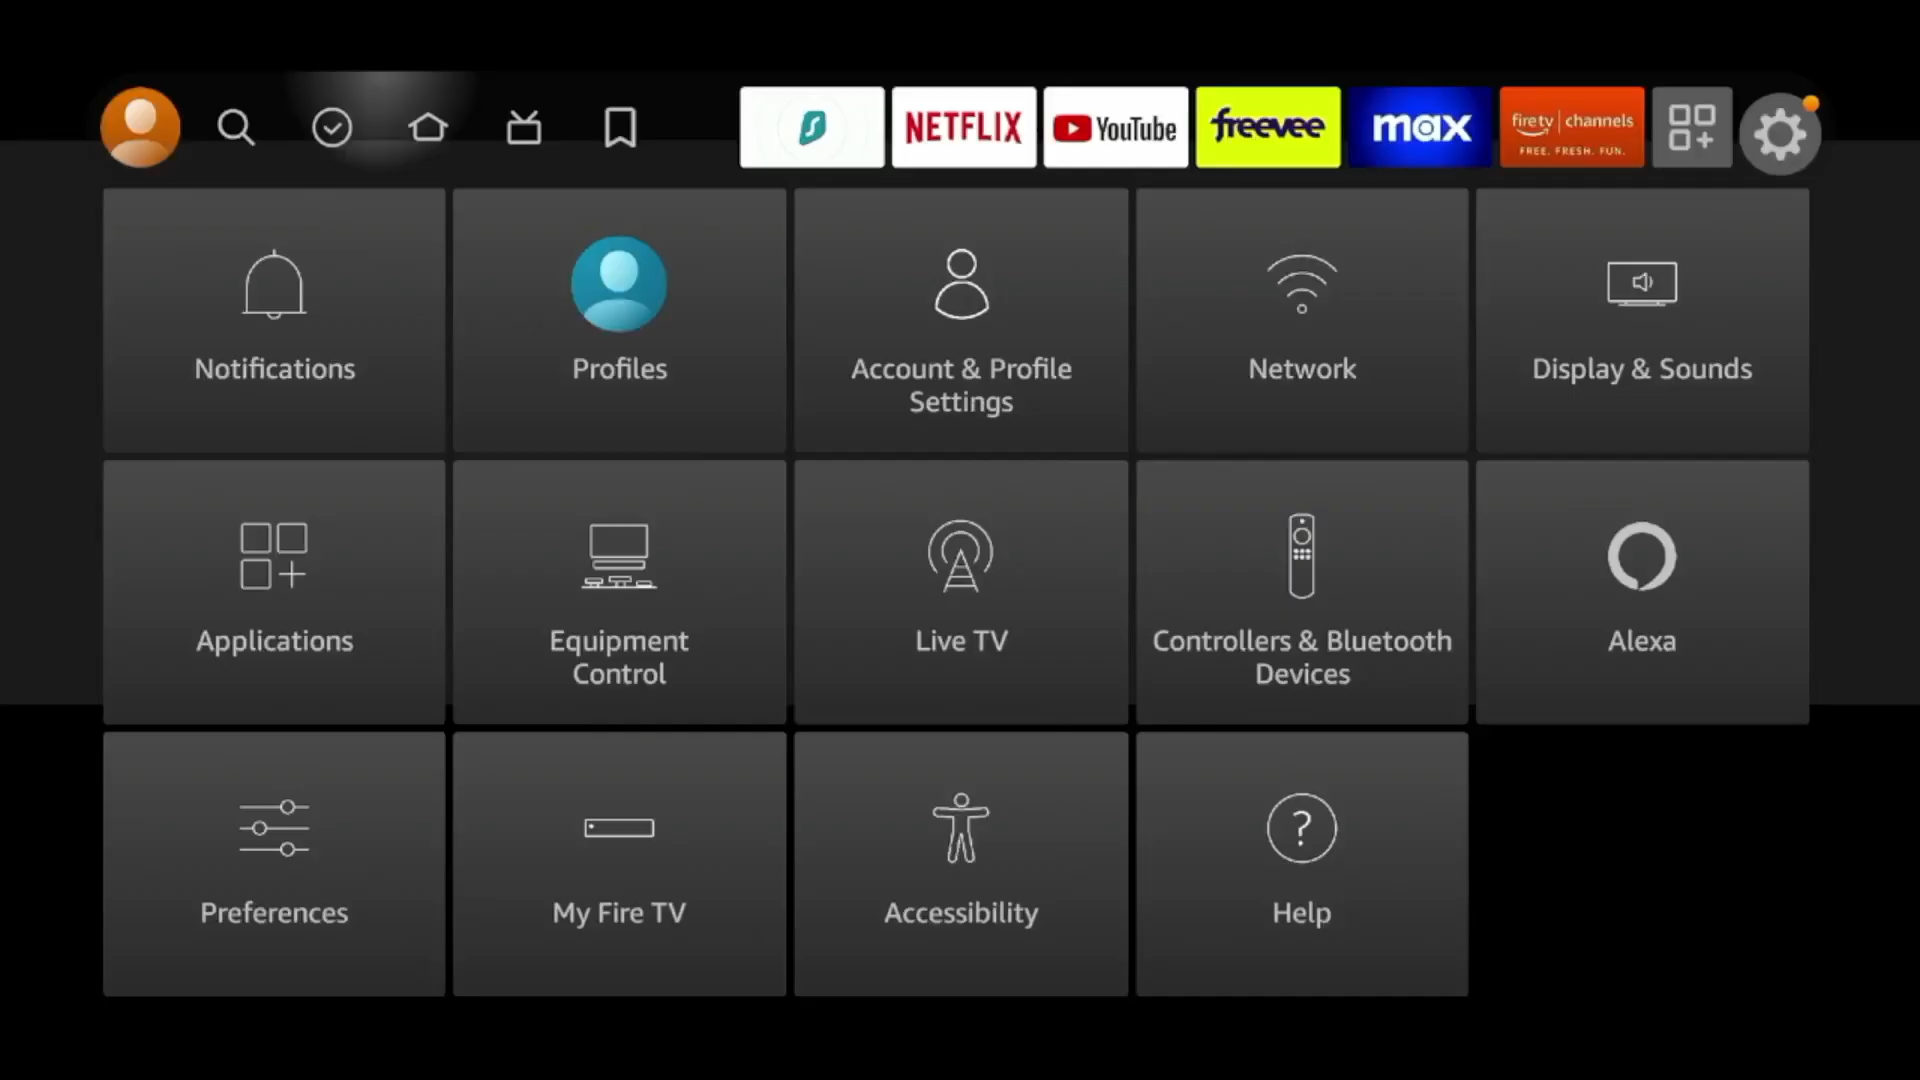 NETFLIX
YouTube
freevee
max
firetv | channels
FREE. FRESH. FUN.
Notifications
Profiles
Account & Profile
Settings
Network
Display & Sounds
Applications
Equipment
Control
Live TV
Controllers & Bluetooth
Devices
Alexa
Preferences
My Fire TV
Accessibility
?
Help